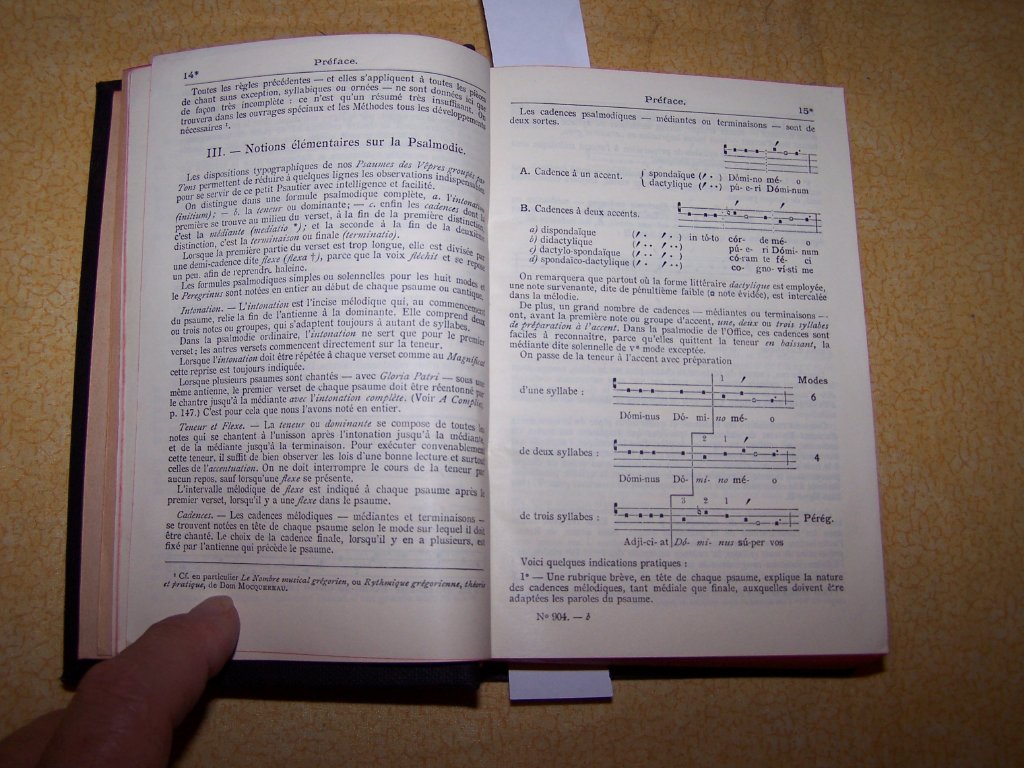 14*
Préface.
Toutes les règles précédentes — et elles s'appliquent à toutes les pièces
de chant sans exception, syllabiques ou ornées — ne sont données ici que
de façon très incomplète : ce n'est qu'un résumé très insuffisant. On
trouvera dans les ouvrages spéciaux et les Méthodes tous les développements
nécessaires ¹.
III. — Notions élémentaires sur la Psalmodie.
Les dispositions typographiques de nos Psaumes des Vêpres groupés par
Tons permettent de réduire à quelques lignes les observations indispensables
pour se servir de ce petit Psautier avec intelligence et facilité.
On distingue dans une formule psalmodique complète, a. l'intonation
(initium); — b. la teneur ou dominante; — c. enfin les cadences dont la
première se trouve au milieu du verset, à la fin de la première distinction,
c'est la médiante (mediatio *); et la seconde à la fin de la deuxième
distinction, c'est la terminaison ou finale (terminatio).
Lorsque la première partie du verset est trop longue, elle est divisée par
une demi-cadence dite flexe (flexa †), parce que la voix fléchit et se repose
un peu, afin de reprendre haleine.
Les formules psalmodiques simples ou solennelles pour les huit modes et
le Peregrinus sont notées en entier au début de chaque psaume ou cantique.
Intonation. — L'intonation est l'incise mélodique qui, au commencement
du psaume, relie la fin de l'antienne à la dominante. Elle comprend deux
ou trois notes ou groupes, qui s'adaptent toujours à autant de syllabes.
Dans la psalmodie ordinaire, l'intonation ne sert que pour le premier
verset; les autres versets commencent directement sur la teneur.
Lorsque l'intonation doit être répétée à chaque verset comme au Magnificat
cette reprise est toujours indiquée.
Lorsque plusieurs psaumes sont chantés — avec Gloria Patri — sous une
même antienne, le premier verset de chaque psaume doit être réentonné par
le chantre jusqu'à la médiante avec l'intonation complète. (Voir A Complies
p. 147.) C'est pour cela que nous l'avons noté en entier.
Teneur et Flexe. — La teneur ou dominante se compose de toutes les
notes qui se chantent à l'unisson après l'intonation jusqu'à la médiante,
et de la médiante jusqu'à la terminaison. Pour exécuter convenablement
cette teneur, il suffit de bien observer les lois d'une bonne lecture et surtout
celles de l'accentuation. On ne doit interrompre le cours de la teneur par
aucun repos, sauf lorsqu'une flexe se présente.
L'intervalle mélodique de flexe est indiqué à chaque psaume après le
premier verset, lorsqu'il y a une flexe dans le psaume.
Cadences. — Les cadences mélodiques — médiantes et terminaisons —
se trouvent notées en tête de chaque psaume selon le mode sur lequel il doit
être chanté. Le choix de la cadence finale, lorsqu'il y en a plusieurs, est
fixé par l'antienne qui précède le psaume.
¹ Cf. en particulier Le Nombre musical grégorien, ou Rythmique grégorienne, théorie
et pratique, de Dom MOCQUEREAU.
Préface.
15*
Les cadences psalmodiques — médiantes ou terminaisons — sont de
deux sortes.
A. Cadence à un accent. { spondaïque Dómi-no mé- o
dactylique pú-e-ri Dómi-num
B. Cadences à deux accents.
a) dispondaïque in tó-to cór- de mé- o
b) didactylique pú-e- ri Dómi-num
c) dactylo-spondaïque có-ram te fé- ci
d) spondaïco-dactylique co- gno-ví-sti me
On remarquera que partout où la forme littéraire dactylique est employée,
une note survenante, dite de pénultième faible (note évidée), est intercalée
dans la mélodie.
De plus, un grand nombre de cadences — médiantes ou terminaisons —
ont, avant la première note ou groupe d'accent, une, deux ou trois syllabes
de préparation à l'accent. Dans la psalmodie de l'Office, ces cadences sont
faciles à reconnaître, parce qu'elles quittent la teneur en baissant, la
médiante dite solennelle du vᵉ mode exceptée.
On passe de la teneur à l'accent avec préparation
1
Modes
d'une syllabe :
6
Dómi-nus Dó- mi- no mé- o
2 1
de deux syllabes :
4
Dómi-nus Dó- mi- no mé- o
3 2 1
de trois syllabes :
Pérég.
Adji-ci- at Dó- mi- nus sú-per vos
Voici quelques indications pratiques :
1° — Une rubrique brève, en tête de chaque psaume, explique la nature
des cadences mélodiques, tant médiale que finale, auxquelles doivent être
adaptées les paroles du psaume.
Nº 904. — b